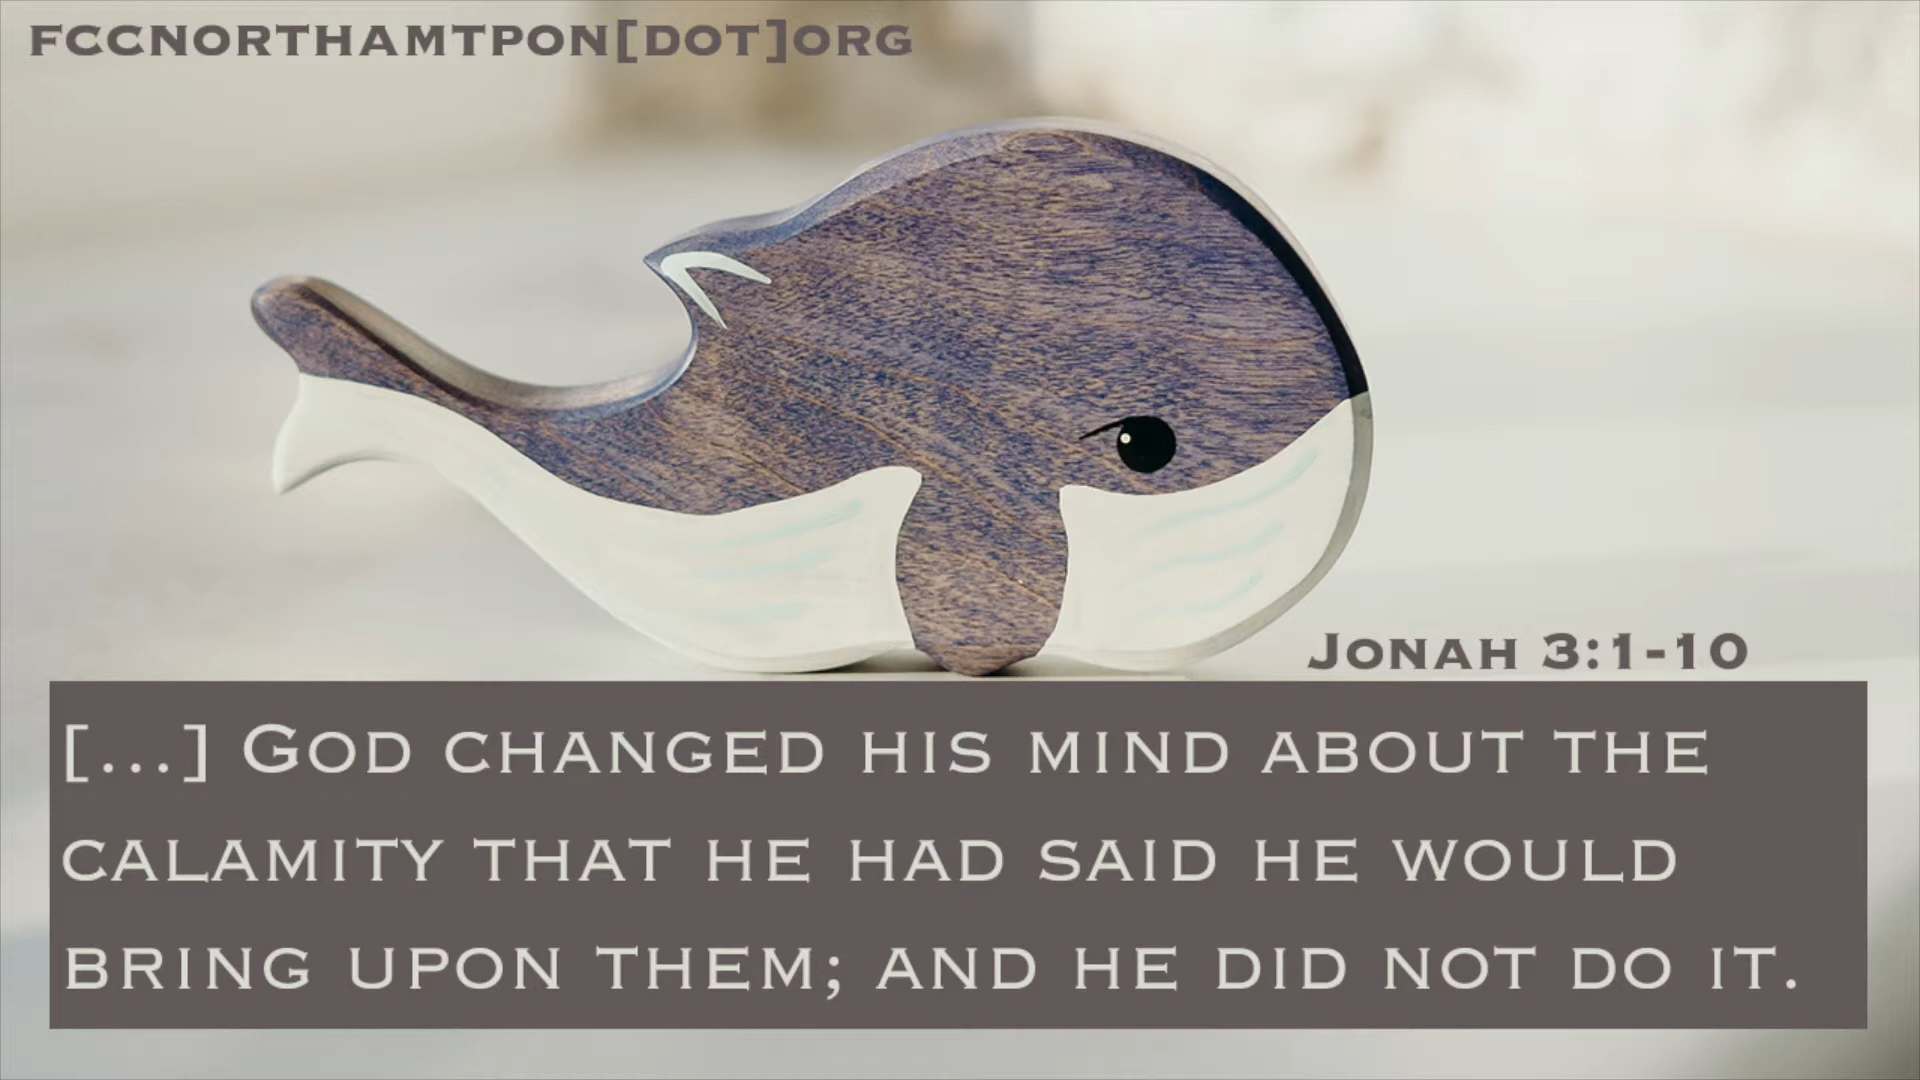 FCCNORTHAMTPON[DOT]ORG
JONAH 3:1-10
[...] GOD CHANGED HIS MIND ABOUT THE
CALAMITY THAT HE HAD SAID HE WOULD
BRING UPON THEM; AND HE DID NOT DO IT.